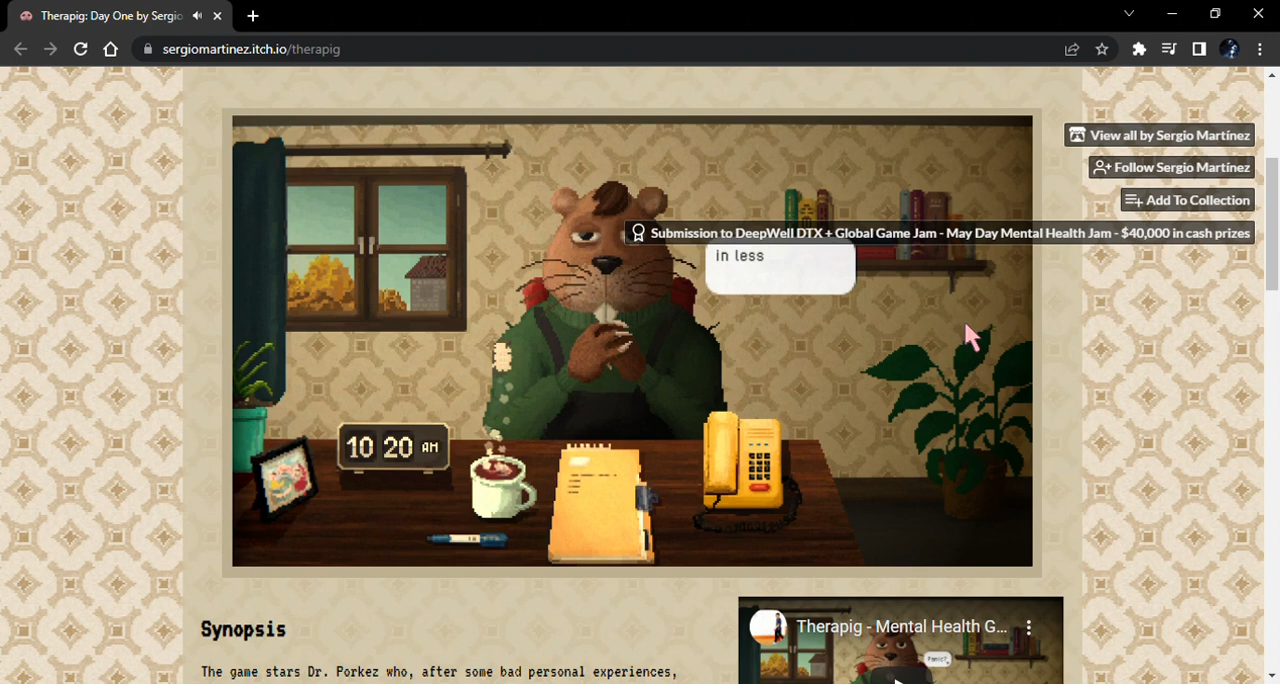 Therapig: Day One by Sergio
sergiomartinez.itch.io/therapig
View all by Sergio Martínez
Follow Sergio Martínez
Add To Collection
Submission to DeepWell DTX + Global Game Jam - May Day Mental Health Jam - $40,000 in cash prizes
in less
10 20 AM
Synopsis
The game stars Dr. Porkez who, after some bad personal experiences,
Therapig - Mental Health G...
Panic?